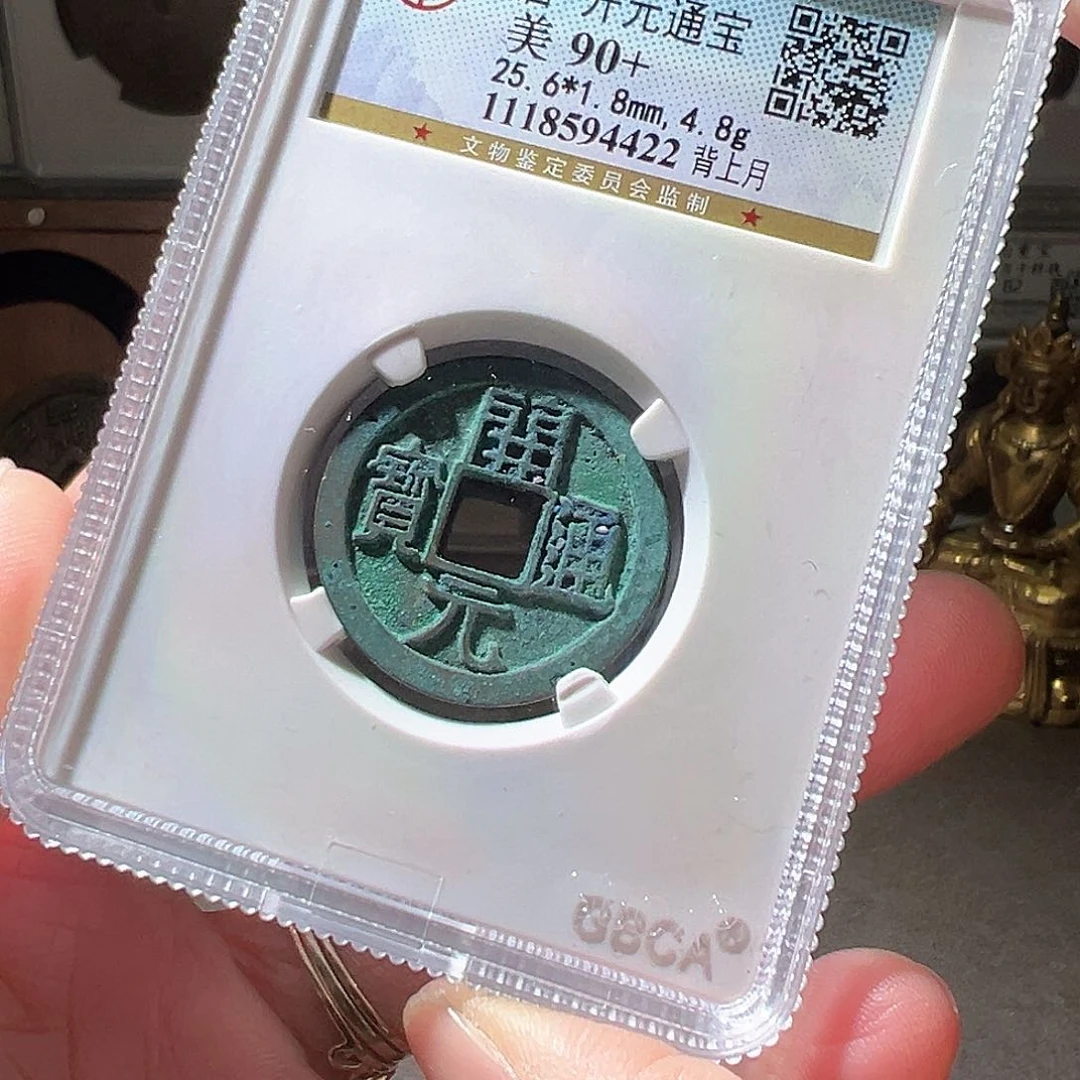 开元通宝
美 90+
25.6*1.8mm, 4.8g
1118594422 背上月
文物鉴定委员会监制
開
寶 通
元
GBCA